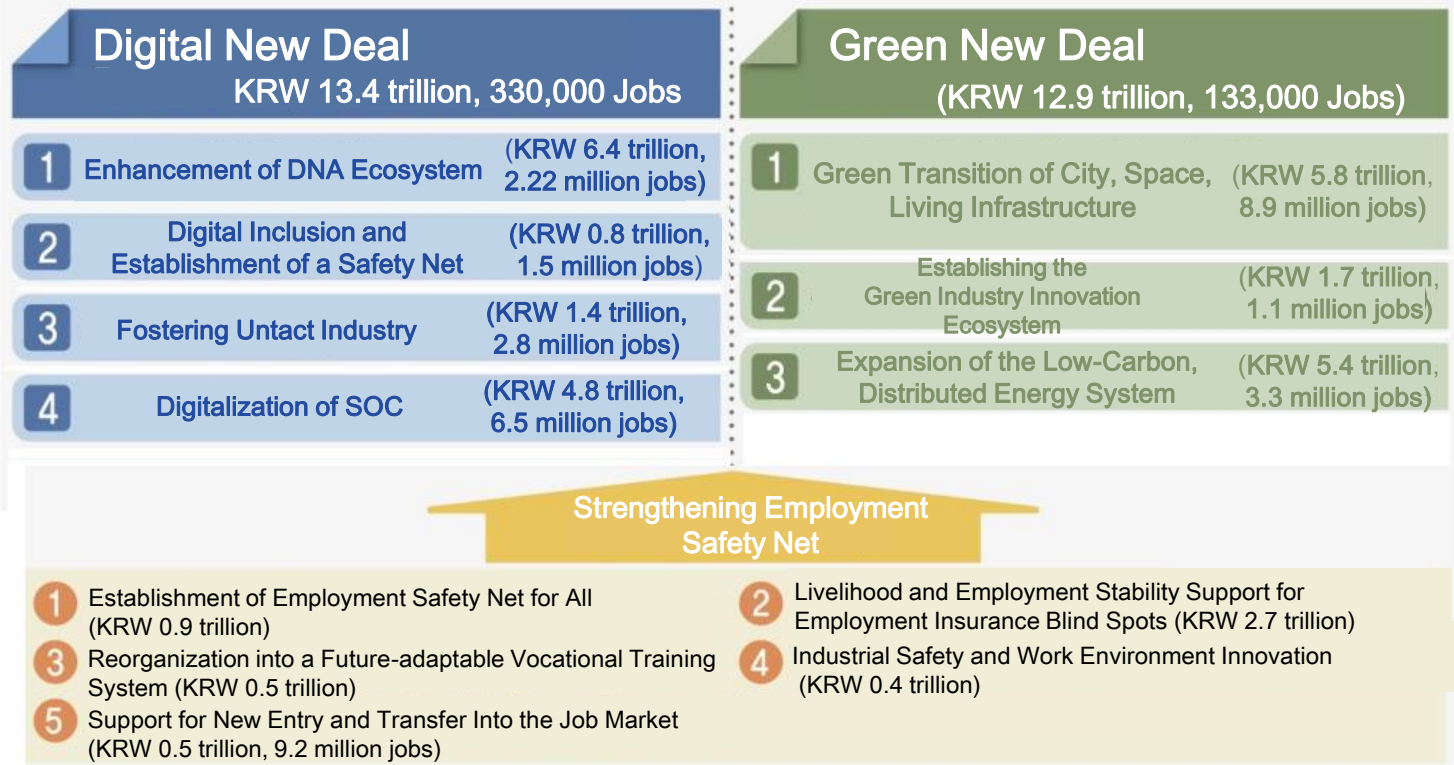 Digital New Deal
KRW 13.4 trillion, 330,000 Jobs
1
Enhancement of DNA Ecosystem
(KRW 6.4 trillion,
2.22 million jobs)
2
Digital Inclusion and
Establishment of a Safety Net
(KRW 0.8 trillion,
1.5 million jobs)
3
Fostering Untact Industry
(KRW 1.4 trillion,
2.8 million jobs)
4
Digitalization of SOC
(KRW 4.8 trillion,
6.5 million jobs)
Green New Deal
(KRW 12.9 trillion, 133,000 Jobs)
1
Green Transition of City, Space,
Living Infrastructure
(KRW 5.8 trillion,
8.9 million jobs)
2
Establishing the
Green Industry Innovation
Ecosystem
(KRW 1.7 trillion,
1.1 million jobs)
3
Expansion of the Low-Carbon,
Distributed Energy System
(KRW 5.4 trillion,
3.3 million jobs)
Strengthening Employment
Safety Net
1
Establishment of Employment Safety Net for All
(KRW 0.9 trillion)
2
Livelihood and Employment Stability Support for
Employment Insurance Blind Spots (KRW 2.7 trillion)
3
Reorganization into a Future-adaptable Vocational Training
System (KRW 0.5 trillion)
4
Industrial Safety and Work Environment Innovation
(KRW 0.4 trillion)
5
Support for New Entry and Transfer Into the Job Market
(KRW 0.5 trillion, 9.2 million jobs)